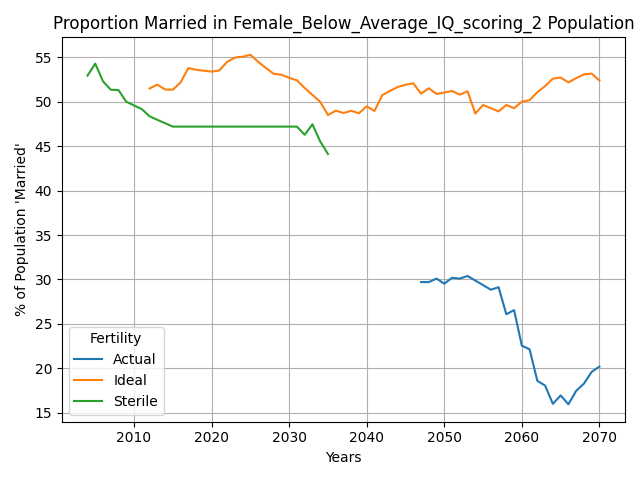 Proportion Married in Female_Below_Average_IQ_scoring_2 Population
% of Population 'Married'
55
50
45
40
35
30
25
20
15
Fertility
Actual
Ideal
Sterile
2010 2020 2030 2040 2050 2060 2070
Years